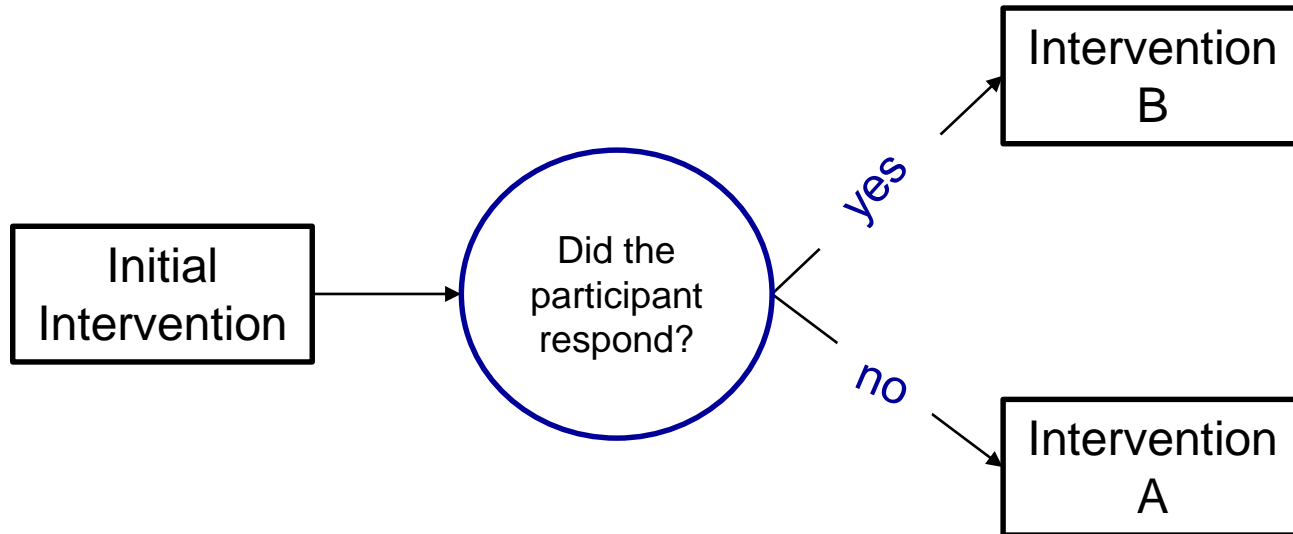 Initial
Intervention
Did the
participant
respond?
yes
Intervention
B
no
Intervention
A